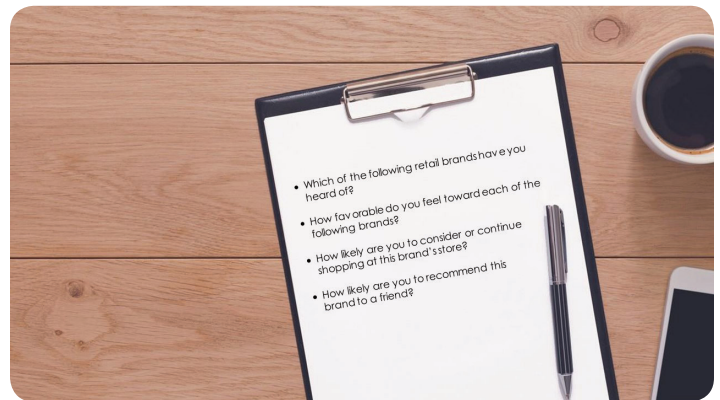 • Which of the following retail brands have you
heard of?
• How favorable do you feel toward each of the
following brands?
• How likely are you to consider or continue
shopping at this brand's store?
• How likely are you to recommend this
brand to a friend?